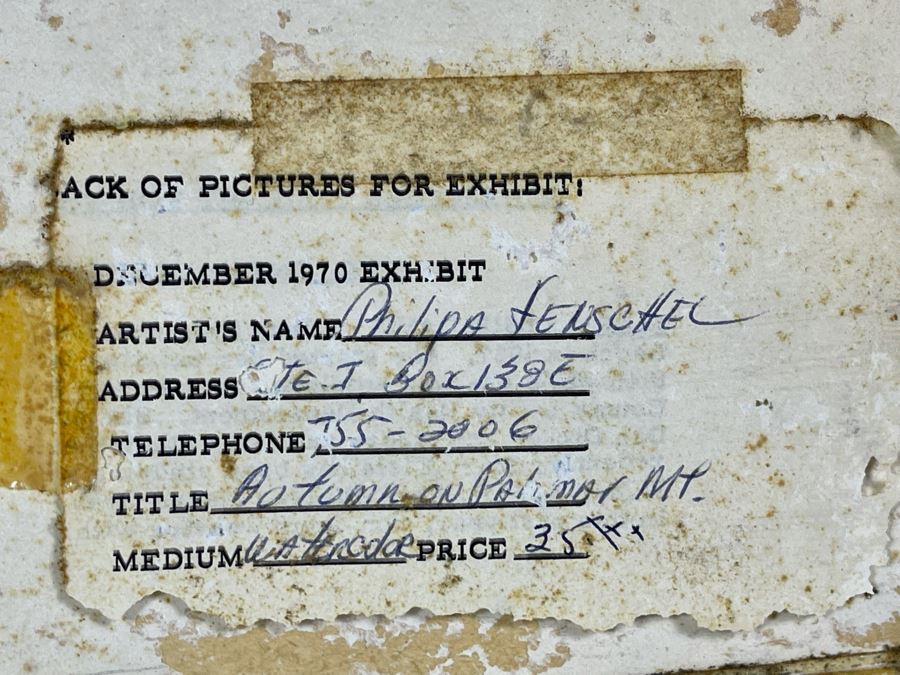 ACK OF PICTURES FOR EXHIBIT:
DECEMBER 1970 EXHIBIT
ARTIST'S NAME Philipa FENSCHEL
ADDRESS RTE.I Box 138E
TELEPHONE 755-2006
TITLE Autumn on Palomar MT.
MEDIUM Watercolor PRICE 35